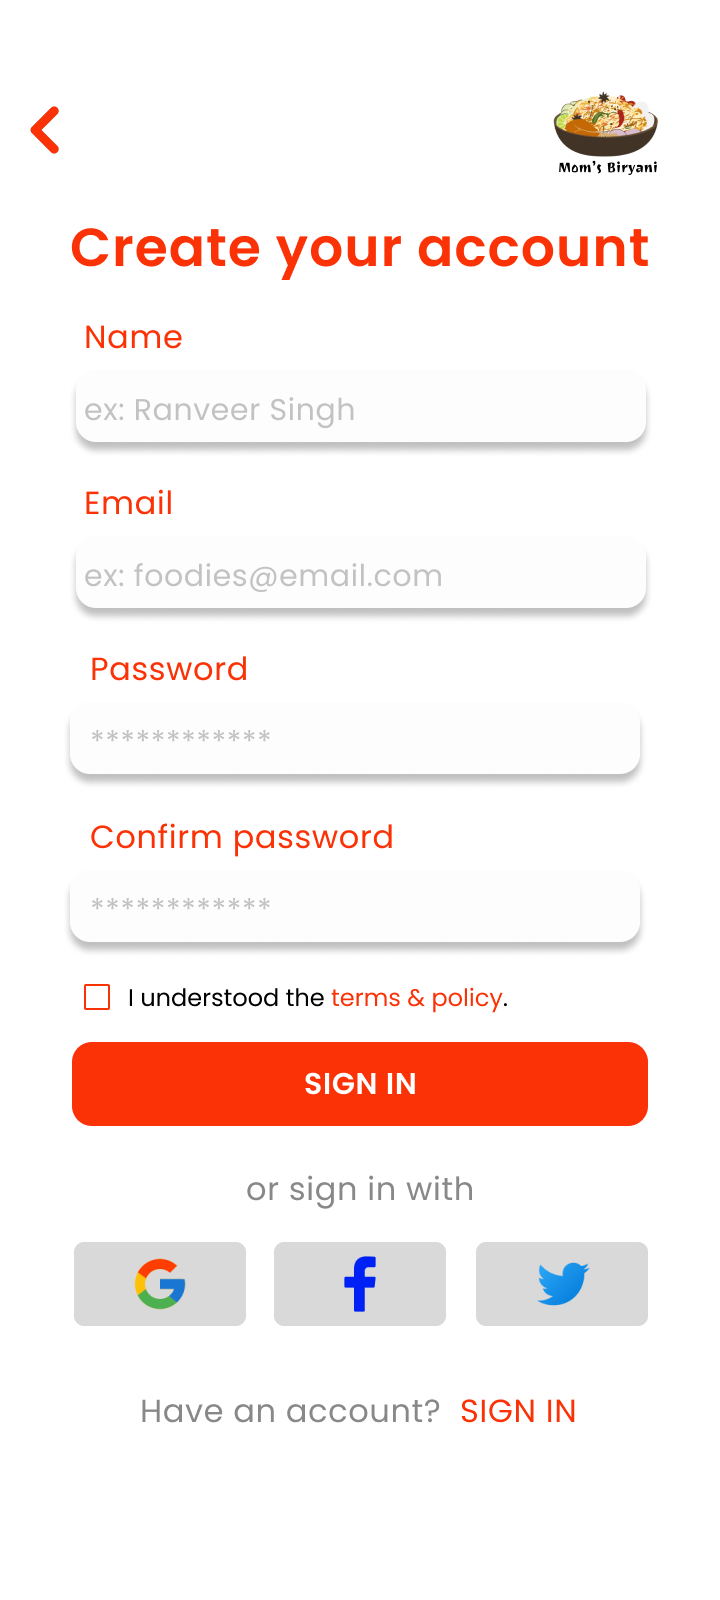 Mom's Biryani
Create your account
Name
ex: Ranveer Singh
Email
ex: foodies@email.com
Password
************
Confirm password
************
I understood the terms & policy.
SIGN IN
or sign in with
Have an account? SIGN IN